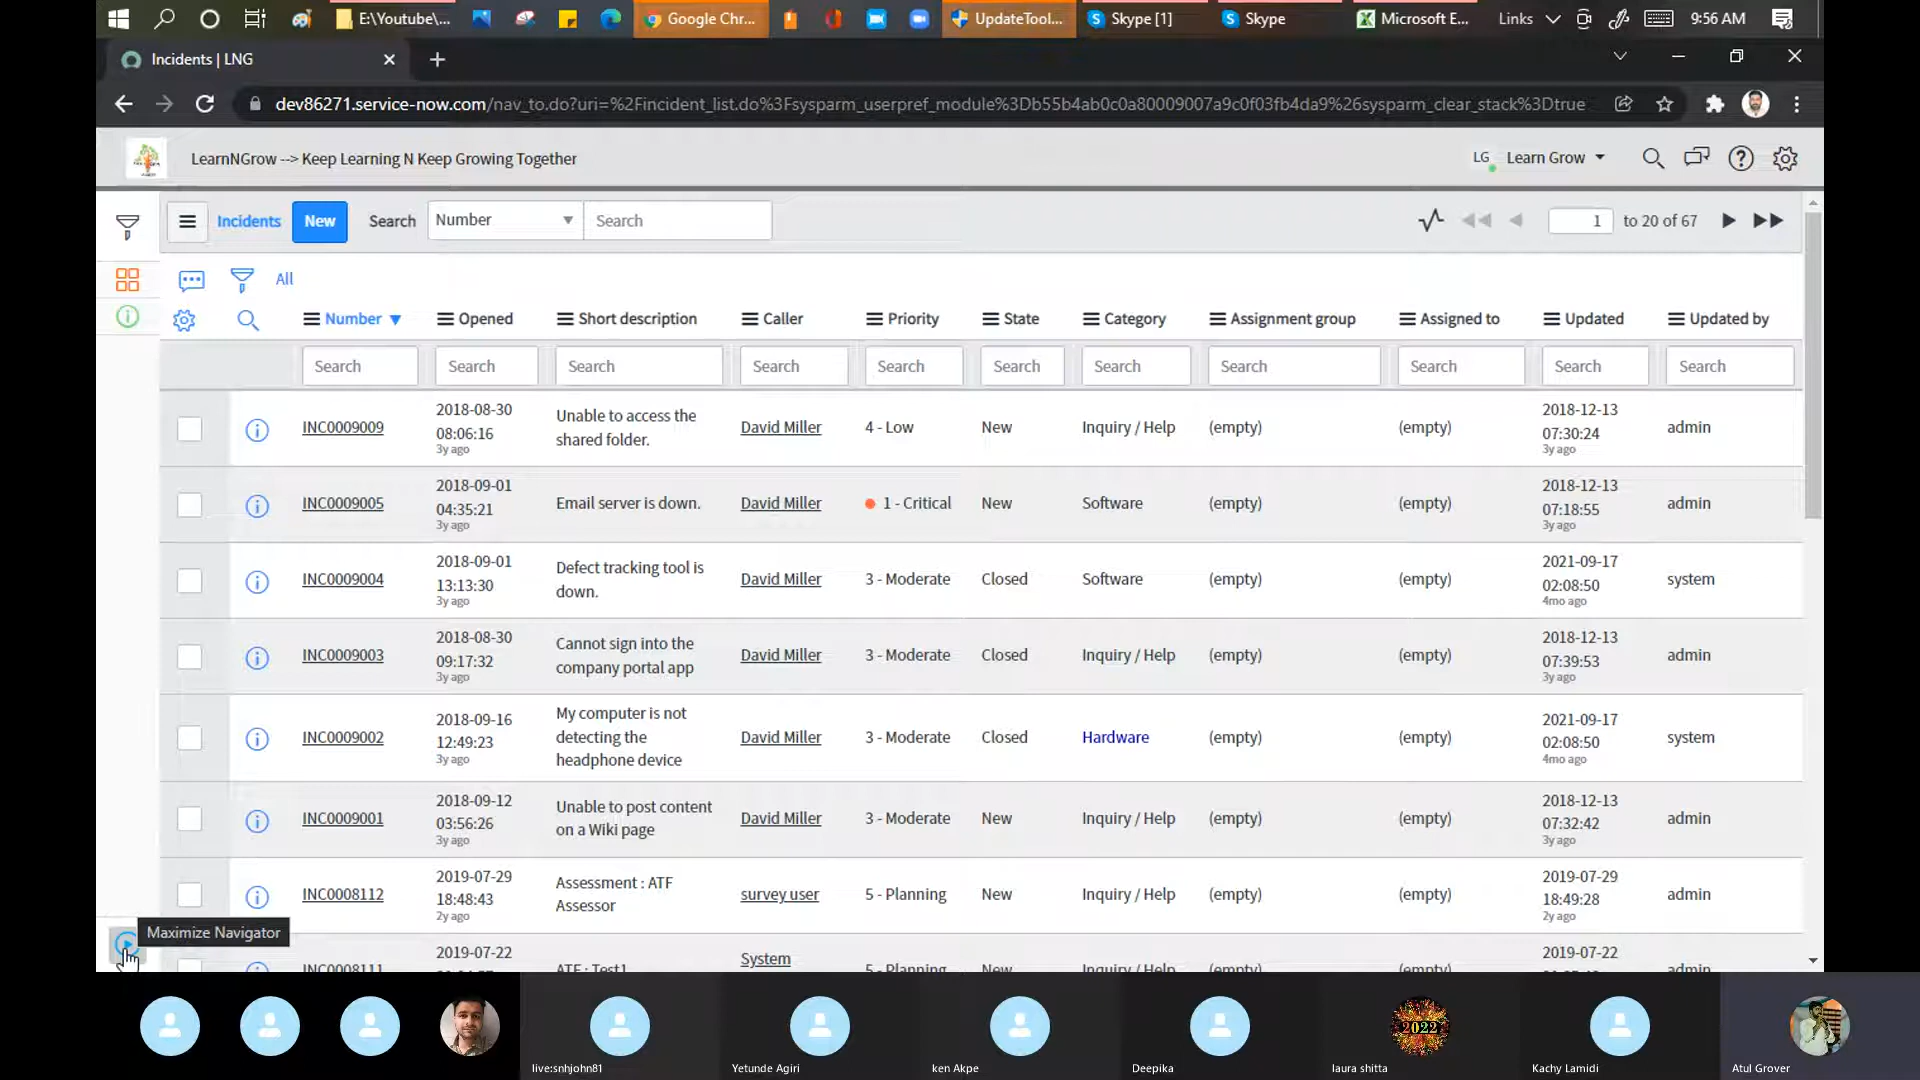 E:\Youtube\...
Google Chr...
UpdateTool...
Skype [1]
Skype
Microsoft E...
Links
9:56 AM
Incidents | LNG
dev86271.service-now.com/nav_to.do?uri=%2Fincident_list.do%3Fsysparm_userpref_module%3Db55b4ab0c0a80009007a9c0f03fb4da9%26sysparm_clear_stack%3Dtrue
LearnNGrow --> Keep Learning N Keep Growing Together
LG Learn Grow
Incidents New Search Number Search 1 to 20 of 67
All
Number Opened Short description Caller Priority State Category Assignment group Assigned to Updated Updated by
Search Search Search Search Search Search Search Search Search Search Search
INC0009009 2018-08-30 08:06:16 3y ago Unable to access the shared folder. David Miller 4 - Low New Inquiry / Help (empty) (empty) 2018-12-13 07:30:24 3y ago admin
INC0009005 2018-09-01 04:35:21 3y ago Email server is down. David Miller 1 - Critical New Software (empty) (empty) 2018-12-13 07:18:55 3y ago admin
INC0009004 2018-09-01 13:13:30 3y ago Defect tracking tool is down. David Miller 3 - Moderate Closed Software (empty) (empty) 2021-09-17 02:08:50 4mo ago system
INC0009003 2018-08-30 09:17:32 3y ago Cannot sign into the company portal app David Miller 3 - Moderate Closed Inquiry / Help (empty) (empty) 2018-12-13 07:39:53 3y ago admin
INC0009002 2018-09-16 12:49:23 3y ago My computer is not detecting the headphone device David Miller 3 - Moderate Closed Hardware (empty) (empty) 2021-09-17 02:08:50 4mo ago system
INC0009001 2018-09-12 03:56:26 3y ago Unable to post content on a Wiki page David Miller 3 - Moderate New Inquiry / Help (empty) (empty) 2018-12-13 07:32:42 3y ago admin
INC0008112 2019-07-29 18:48:43 2y ago Assessment : ATF Assessor survey user 5 - Planning New Inquiry / Help (empty) (empty) 2019-07-29 18:49:28 2y ago admin
Maximize Navigator
INC0008111 2019-07-22 ATF : Test1 System 5 - Planning New Inquiry / Help (empty) (empty) 2019-07-22 admin
2022
live:snhjohn81 Yetunde Agiri ken Akpe Deepika laura shitta Kachy Lamidi Atul Grover